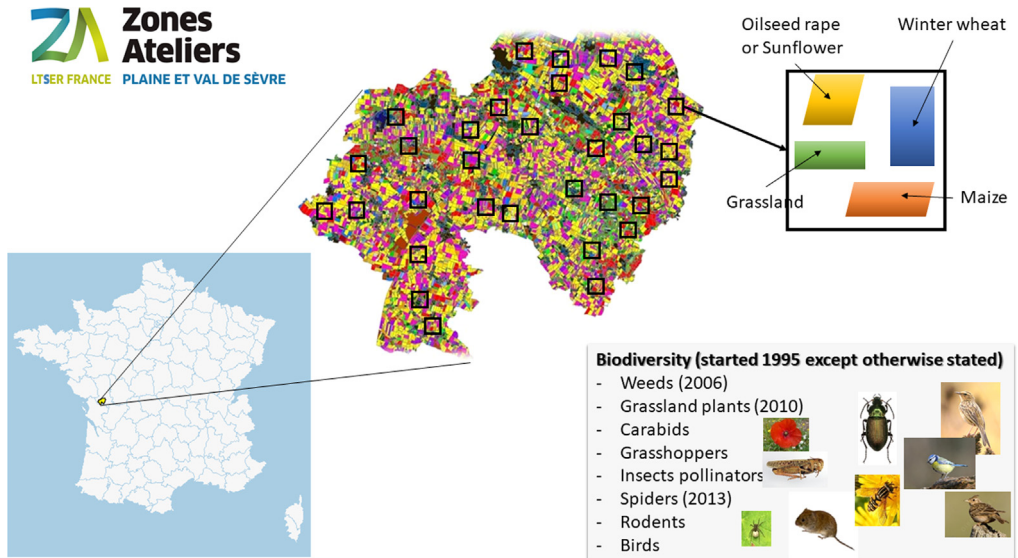 Zones
Ateliers
LTSER FRANCE PLAINE ET VAL DE SÈVRE
Oilseed rape
or Sunflower
Winter wheat
Grassland
Maize
Biodiversity (started 1995 except otherwise stated)
- Weeds (2006)
- Grassland plants (2010)
- Carabids
- Grasshoppers
- Insects pollinators
- Spiders (2013)
- Rodents
- Birds